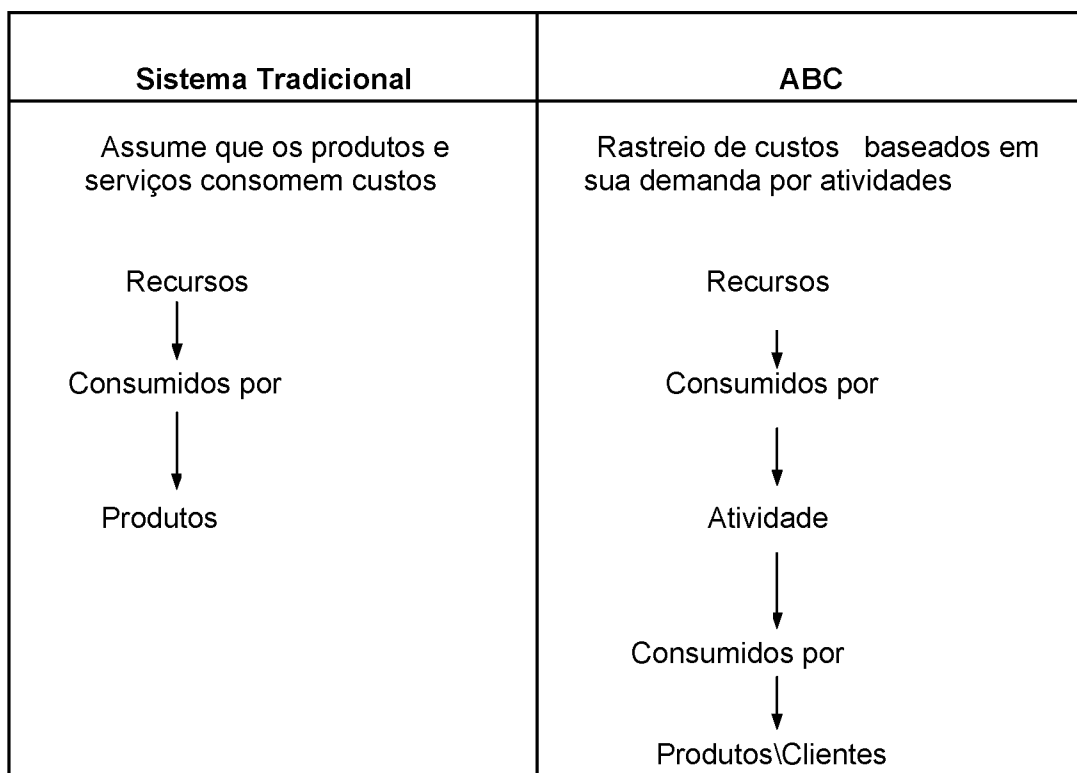 Sistema Tradicional
ABC
Assume que os produtos e
serviços consomem custos
Recursos
Consumidos por
Produtos
Rastreio de custos baseados em
sua demanda por atividades
Recursos
Consumidos por
Atividade
Consumidos por
Produtos\Clientes